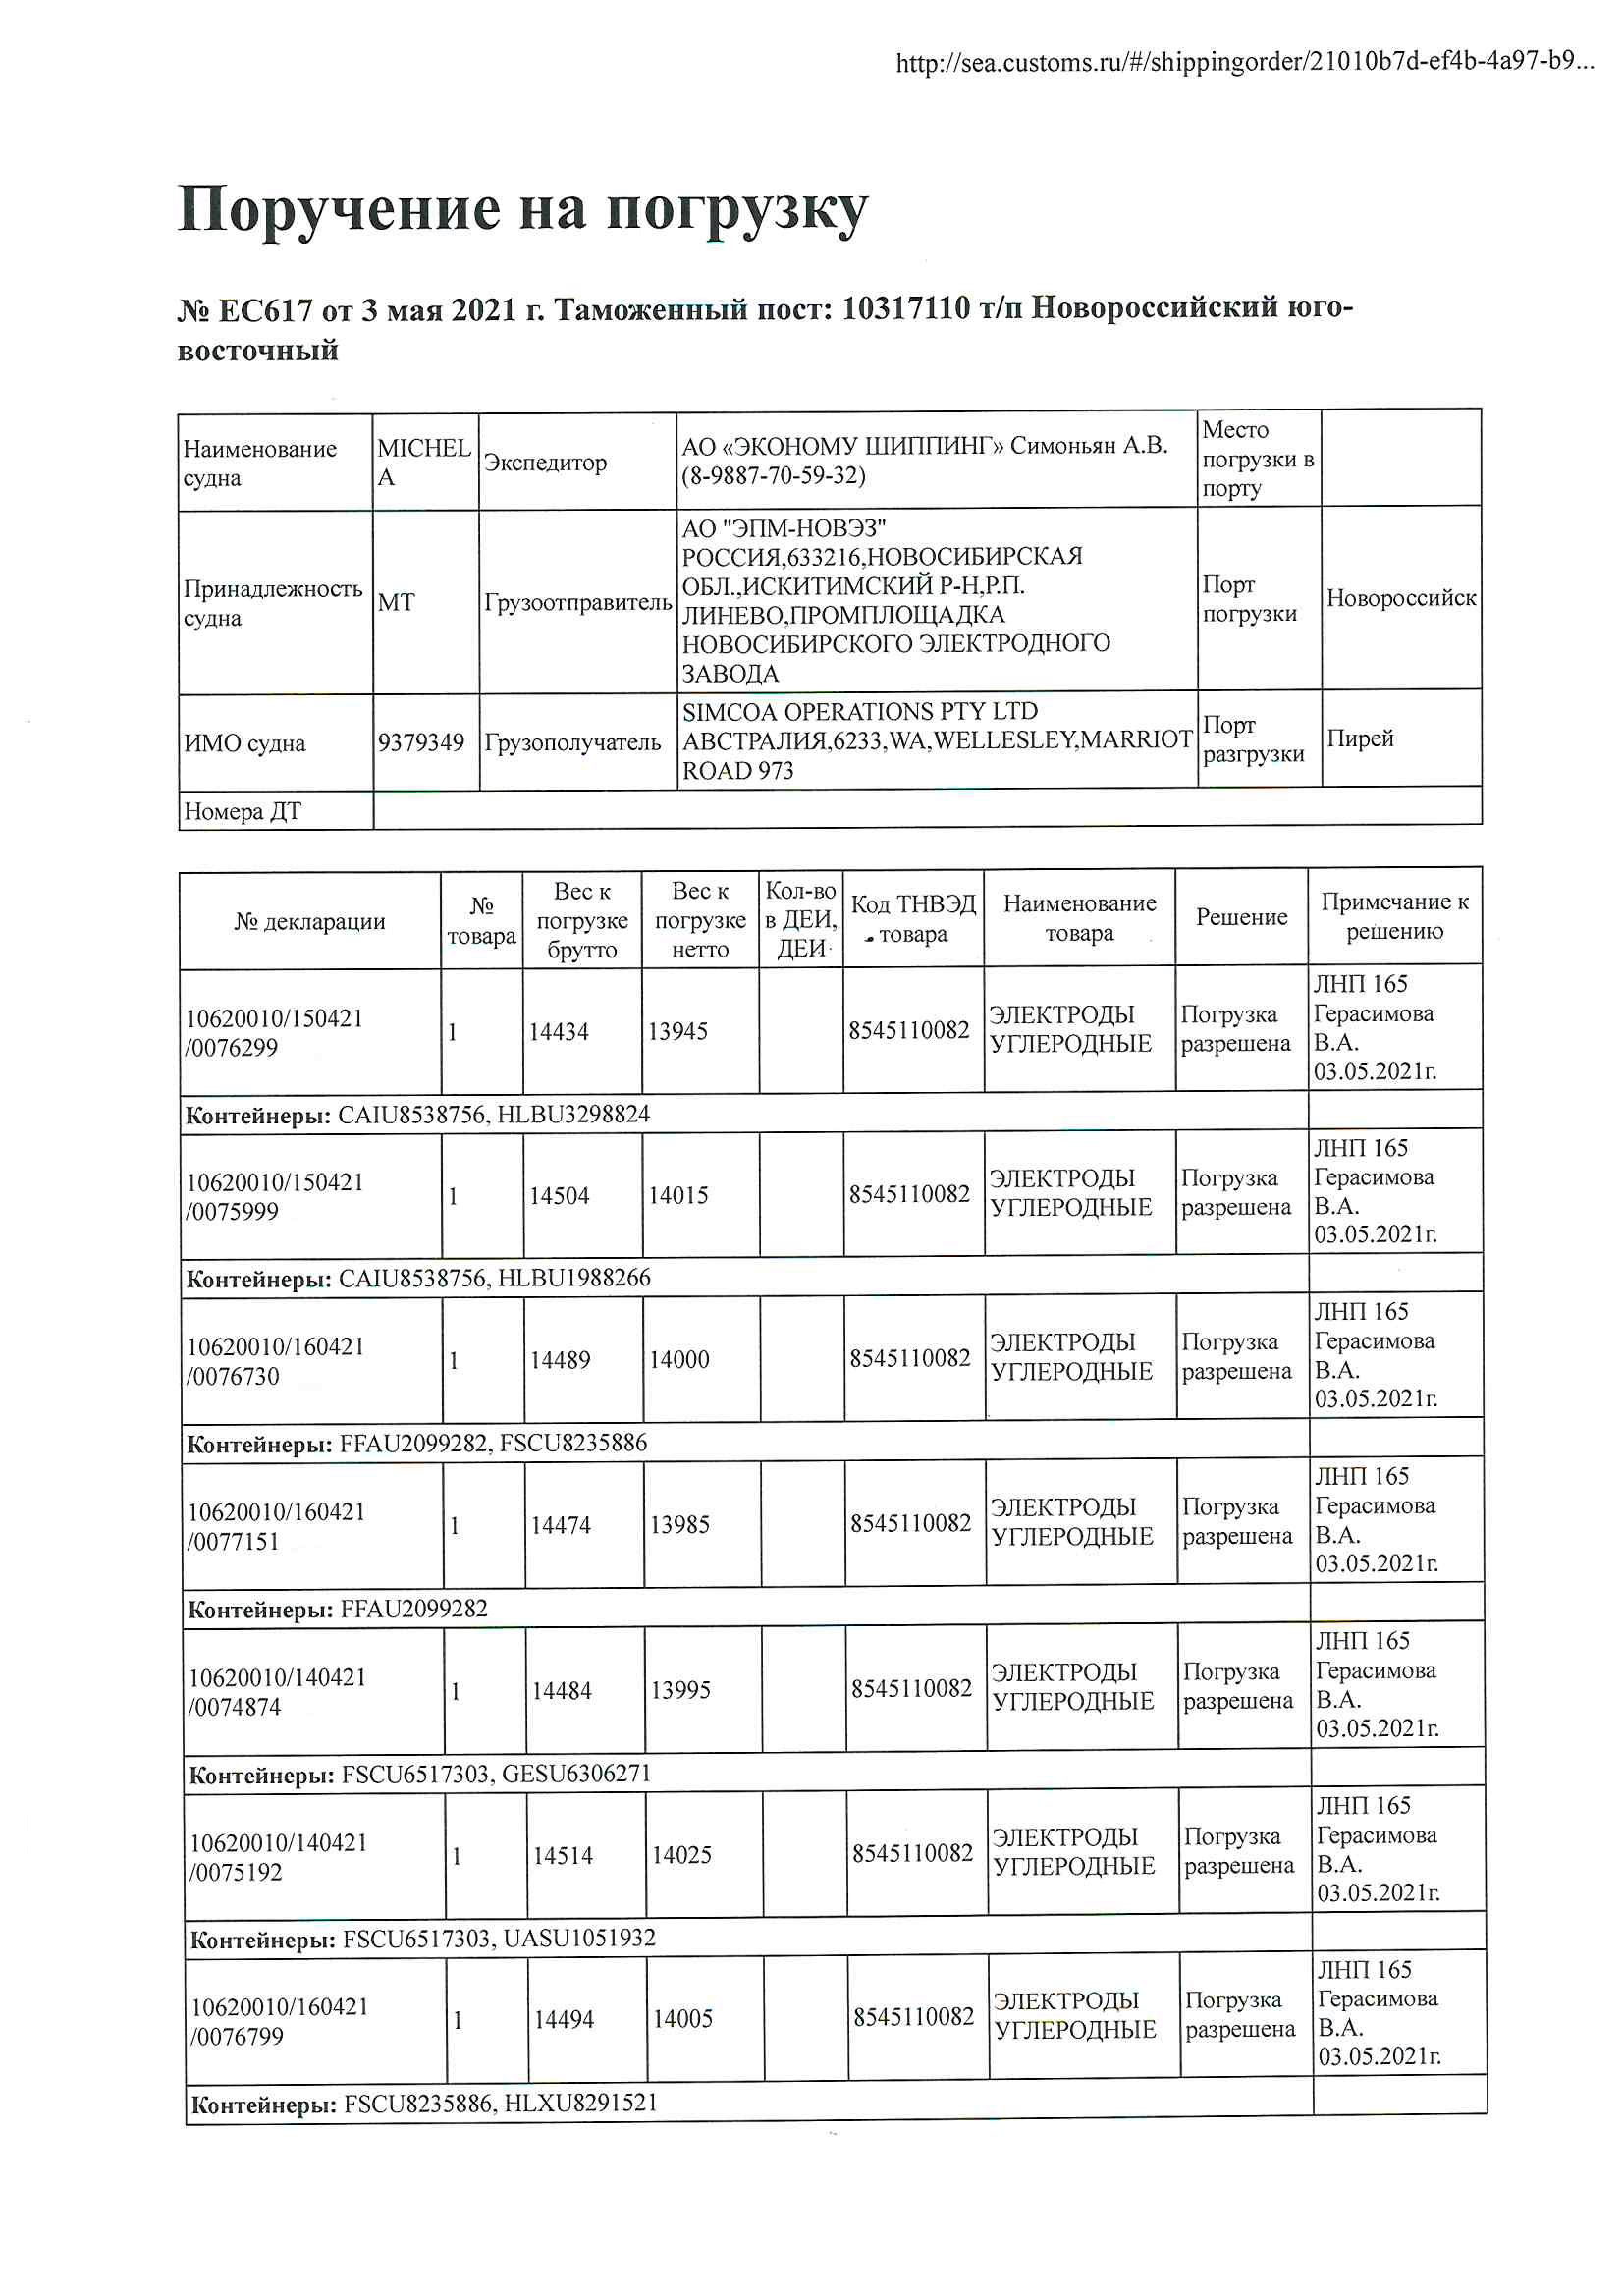 http://sea.customs.ru/#/shippingorder/21010b7d-ef4b-4a97-b9...
Поручение на погрузку
№ EC617 от 3 мая 2021 г. Таможенный пост: 10317110 т/п Новороссийский юго-
восточный
Наименование
судна
MICHEL
A
Экспедитор
АО «ЭКОНОМУ ШИППИНГ» Симоньян А.В.
(8-9887-70-59-32)
Место
погрузки в
порту
Принадлежность
судна
MT
Грузоотправитель
АО "ЭПМ-НОВЭЗ"
РОССИЯ,633216,НОВОСИБИРСКАЯ
ОБЛ.,ИСКИТИМСКИЙ Р-Н,Р.П.
ЛИНЕВО,ПРОМПЛОЩАДКА
НОВОСИБИРСКОГО ЭЛЕКТРОДНОГО
ЗАВОДА
Порт
погрузки
Новороссийск
ИМО судна
9379349
Грузополучатель
SIMCOA OPERATIONS PTY LTD
АВСТРАЛИЯ,6233,WA,WELLESLEY,MARRIOT
ROAD 973
Порт
разгрузки
Пирей
Номера ДТ
№ декларации
№
товара
Вес к
погрузке
брутто
Вес к
погрузке
нетто
Кол-во
в ДЕИ,
ДЕИ
Код ТНВЭД
товара
Наименование
товара
Решение
Примечание к
решению
10620010/150421
/0076299
1
14434
13945
8545110082
ЭЛЕКТРОДЫ
УГЛЕРОДНЫЕ
Погрузка
разрешена
ЛНП 165
Герасимова
В.А.
03.05.2021г.
Контейнеры: CAIU8538756, HLBU3298824
10620010/150421
/0075999
1
14504
14015
8545110082
ЭЛЕКТРОДЫ
УГЛЕРОДНЫЕ
Погрузка
разрешена
ЛНП 165
Герасимова
В.А.
03.05.2021г.
Контейнеры: CAIU8538756, HLBU1988266
10620010/160421
/0076730
1
14489
14000
8545110082
ЭЛЕКТРОДЫ
УГЛЕРОДНЫЕ
Погрузка
разрешена
ЛНП 165
Герасимова
В.А.
03.05.2021г.
Контейнеры: FFAU2099282, FSCU8235886
10620010/160421
/0077151
1
14474
13985
8545110082
ЭЛЕКТРОДЫ
УГЛЕРОДНЫЕ
Погрузка
разрешена
ЛНП 165
Герасимова
В.А.
03.05.2021г.
Контейнеры: FFAU2099282
10620010/140421
/0074874
1
14484
13995
8545110082
ЭЛЕКТРОДЫ
УГЛЕРОДНЫЕ
Погрузка
разрешена
ЛНП 165
Герасимова
В.А.
03.05.2021г.
Контейнеры: FSCU6517303, GESU6306271
10620010/140421
/0075192
1
14514
14025
8545110082
ЭЛЕКТРОДЫ
УГЛЕРОДНЫЕ
Погрузка
разрешена
ЛНП 165
Герасимова
В.А.
03.05.2021г.
Контейнеры: FSCU6517303, UASU1051932
10620010/160421
/0076799
1
14494
14005
8545110082
ЭЛЕКТРОДЫ
УГЛЕРОДНЫЕ
Погрузка
разрешена
ЛНП 165
Герасимова
В.А.
03.05.2021г.
Контейнеры: FSCU8235886, HLXU8291521